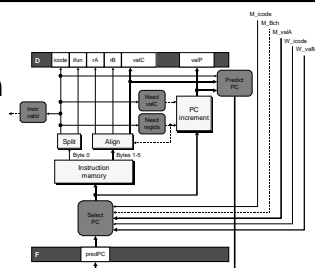 M_icode
M_Bch
M_valA
W_icode
W_valM
D icode ifun rA rB valC valP
Predict
PC
Instr
valid
Need
valC
Need
regids
PC
increment
Split
Align
Byte 0
Bytes 1-5
Instruction
memory
Select
PC
F predPC